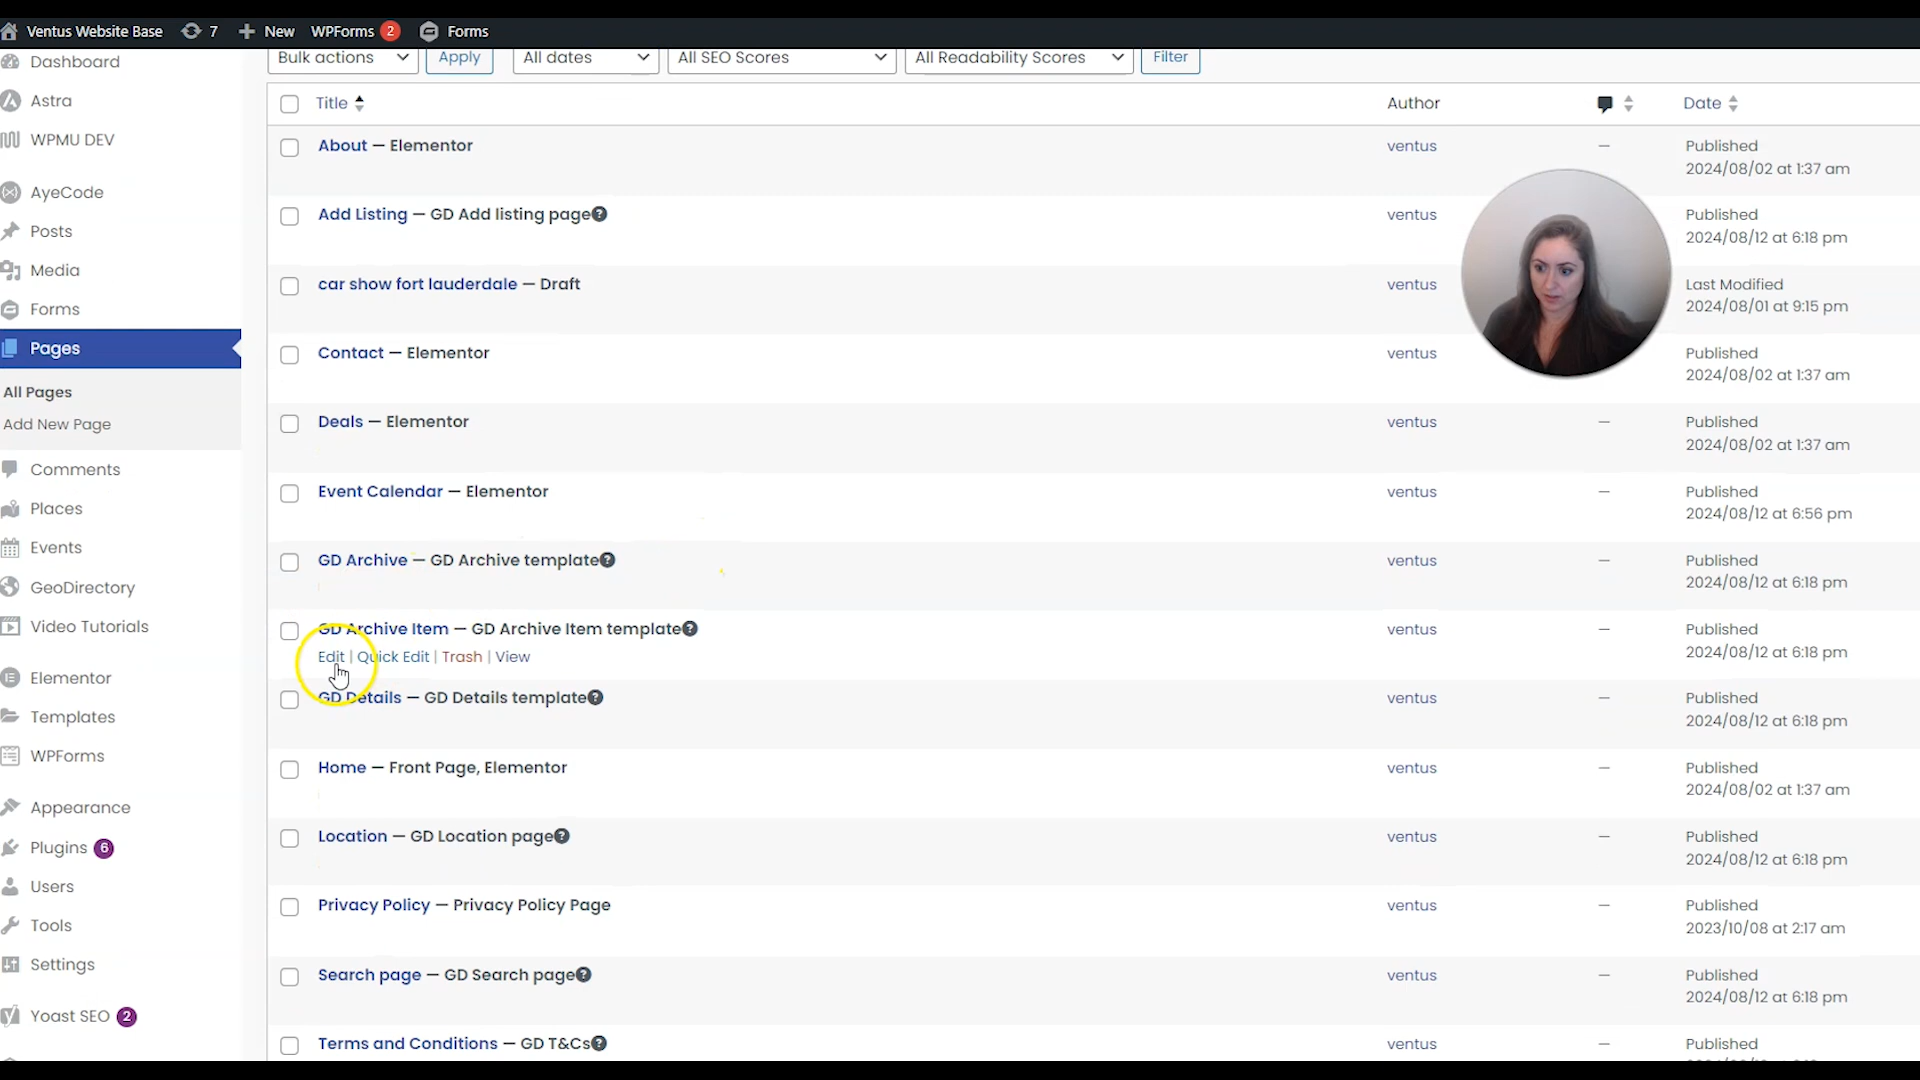 Ventus Website Base 7 New WPForms 2 Forms
Dashboard
Astra
WPMU DEV
AyeCode
Posts
Media
Forms
Pages
All Pages
Add New Page
Comments
Places
Events
GeoDirectory
Video Tutorials
Elementor
Templates
WPForms
Appearance
Plugins 6
Users
Tools
Settings
Yoast SEO 2
Bulk actions Apply All dates All SEO Scores All Readability Scores Filter
Title Author Date
About — Elementor ventus — Published
2024/08/02 at 1:37 am
Add Listing — GD Add listing page ventus Published
2024/08/12 at 6:18 pm
car show fort lauderdale — Draft ventus Last Modified
2024/08/01 at 9:15 pm
Contact — Elementor ventus Published
2024/08/02 at 1:37 am
Deals — Elementor ventus — Published
2024/08/02 at 1:37 am
Event Calendar — Elementor ventus — Published
2024/08/12 at 6:56 pm
GD Archive — GD Archive template ventus — Published
2024/08/12 at 6:18 pm
GD Archive Item — GD Archive Item template ventus — Published
Edit | Quick Edit | Trash | View 2024/08/12 at 6:18 pm
GD Details — GD Details template ventus — Published
2024/08/12 at 6:18 pm
Home — Front Page, Elementor ventus — Published
2024/08/02 at 1:37 am
Location — GD Location page ventus — Published
2024/08/12 at 6:18 pm
Privacy Policy — Privacy Policy Page ventus — Published
2023/10/08 at 2:17 am
Search page — GD Search page ventus — Published
2024/08/12 at 6:18 pm
Terms and Conditions — GD T&Cs ventus — Published